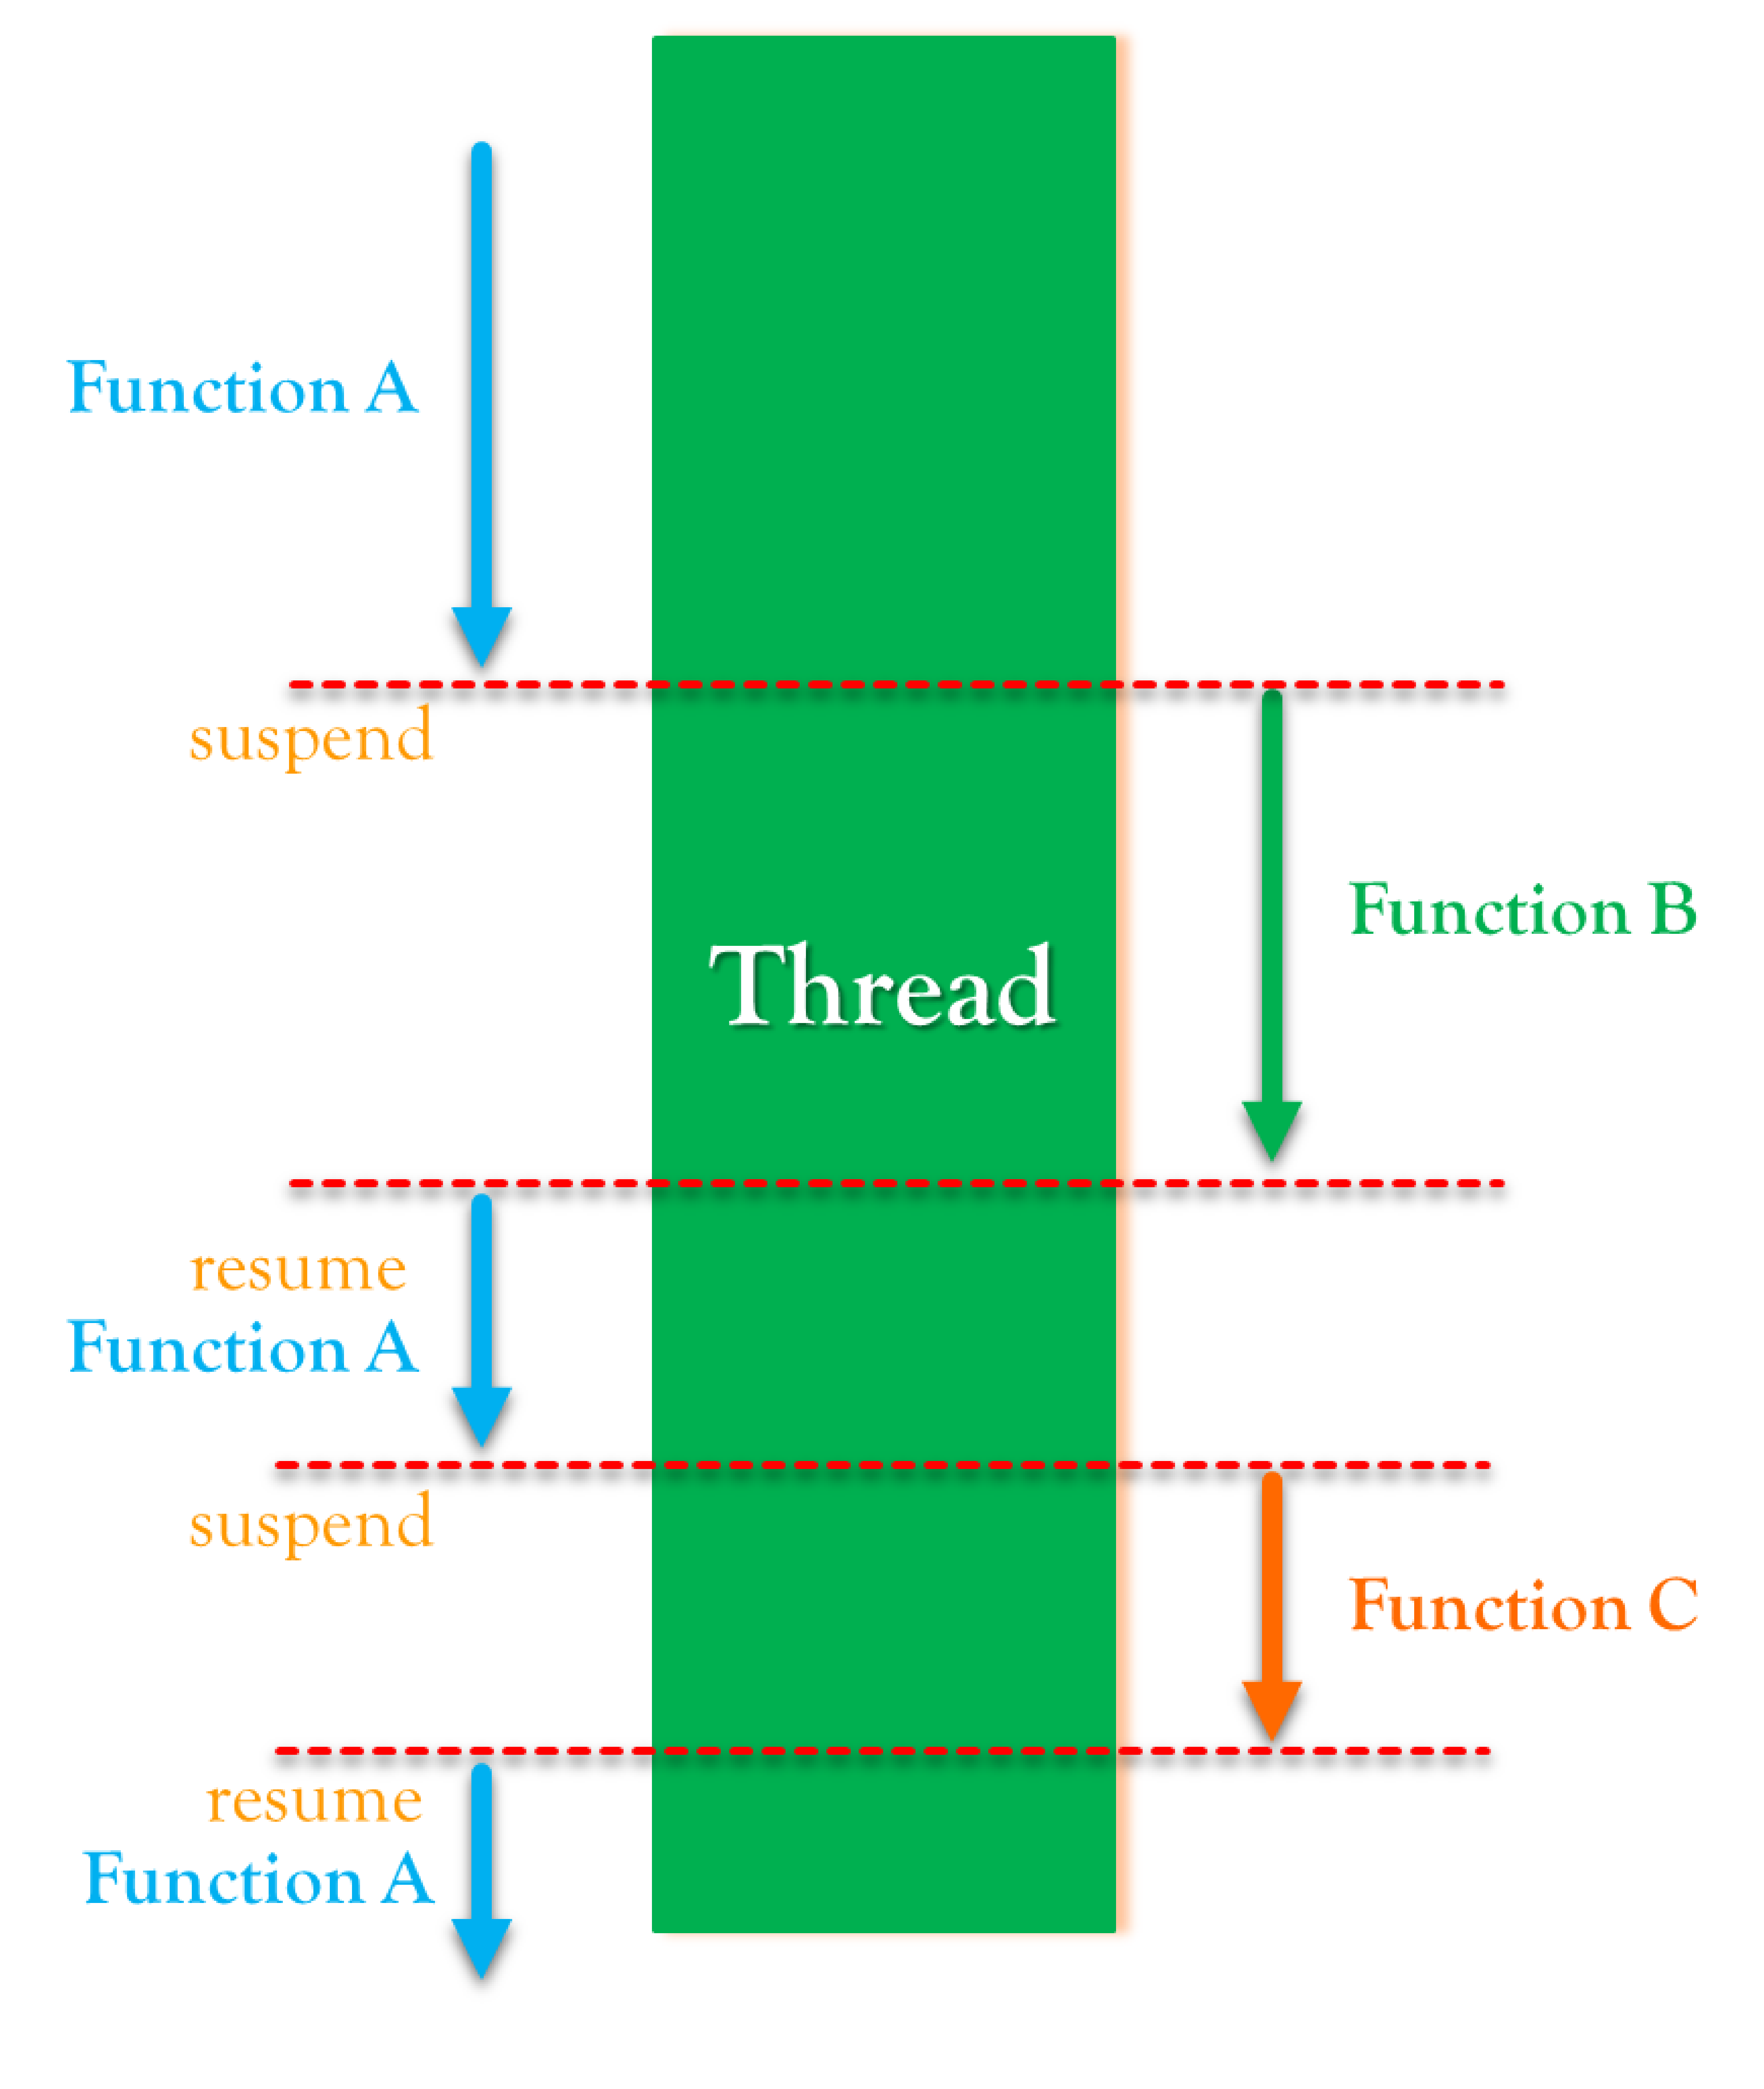 Function A
suspend
Function B
Thread
resume
Function A
suspend
Function C
resume
Function A